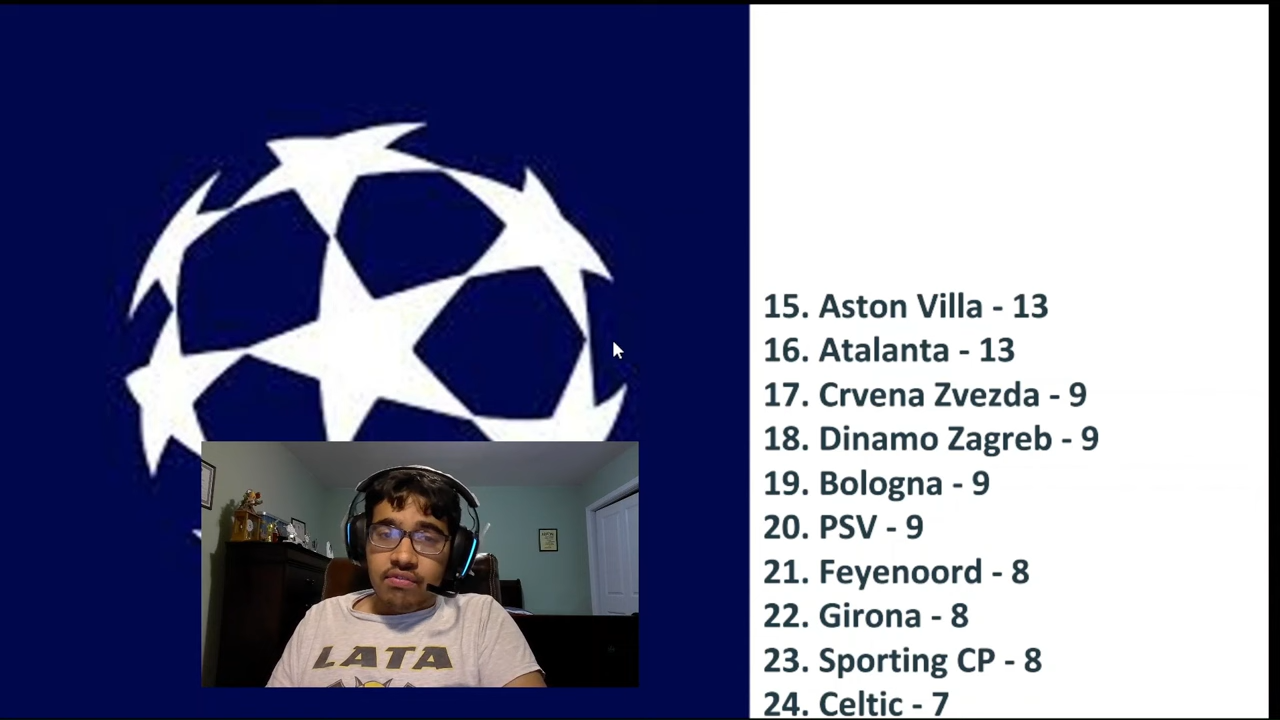 15. Aston Villa - 13
16. Atalanta - 13
17. Crvena Zvezda - 9
18. Dinamo Zagreb - 9
19. Bologna - 9
20. PSV - 9
21. Feyenoord - 8
22. Girona - 8
23. Sporting CP - 8
24. Celtic - 7
LATA